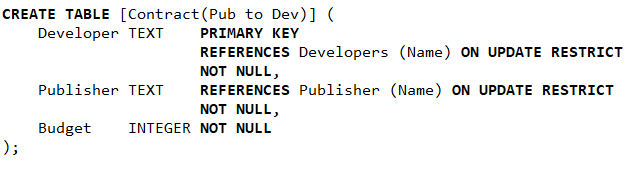 CREATE TABLE [Contract(Pub to Dev)] (
    Developer TEXT    PRIMARY KEY
                      REFERENCES Developers (Name) ON UPDATE RESTRICT
                      NOT NULL,
    Publisher TEXT    REFERENCES Publisher (Name) ON UPDATE RESTRICT
                      NOT NULL,
    Budget    INTEGER NOT NULL
);